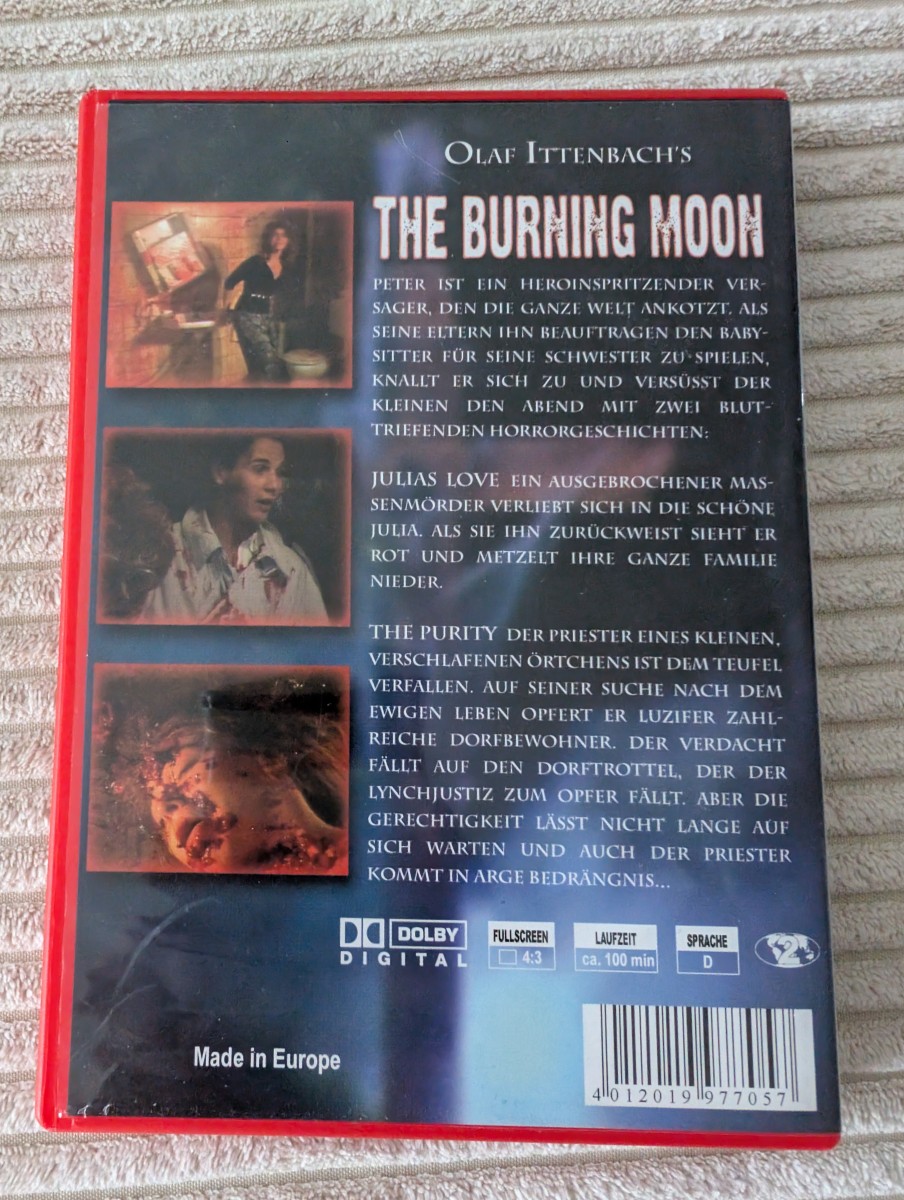 OLAF ITTENBACH'S
THE BURNING MOON
PETER IST EIN HEROINSPRITZENDER VER-
SAGER, DEN DIE GANZE WELT ANKOTZT. ALS
SEINE ELTERN IHN BEAUFTRAGEN DEN BABY-
SITTER FÜR SEINE SCHWESTER ZU SPIELEN,
KNALLT ER SICH ZU UND VERSÜSST DER
KLEINEN DEN ABEND MIT ZWEI BLUT-
TRIEFENDEN HORRORGESCHICHTEN:
JULIAS LOVE EIN AUSGEBROCHENER MAS-
SENMÖRDER VERLIEBT SICH IN DIE SCHÖNE
JULIA. ALS SIE IHN ZURÜCKWEIST SIEHT ER
ROT UND METZELT IHRE GANZE FAMILIE
NIEDER.
THE PURITY DER PRIESTER EINES KLEINEN,
VERSCHLAFENEN ÖRTCHENS IST DEM TEUFEL
VERFALLEN. AUF SEINER SUCHE NACH DEM
EWIGEN LEBEN OPFERT ER LUZIFER ZAHL-
REICHE DORFBEWOHNER. DER VERDACHT
FÄLLT AUF DEN DORFTROTTEL, DER DER
LYNCHJUSTIZ ZUM OPFER FÄLLT. ABER DIE
GERECHTIGKEIT LÄSST NICHT LANGE AUF
SICH WARTEN UND AUCH DER PRIESTER
KOMMT IN ARGE BEDRÄNGNIS...
DOLBY
DIGITAL
FULLSCREEN
4:3
LAUFZEIT
ca. 100 min
SPRACHE
D
2
Made in Europe
4 012019 977057